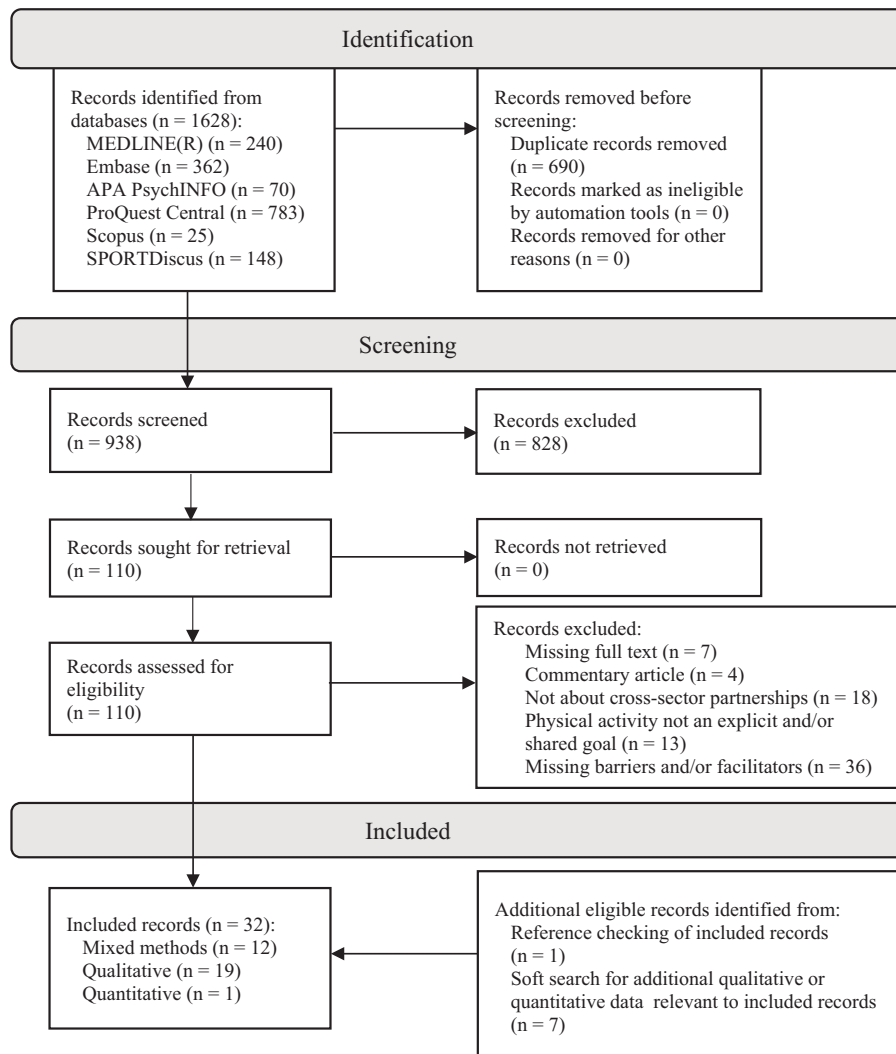 Identification
Records identified from
databases (n = 1628):
MEDLINE(R) (n = 240)
Embase (n = 362)
APA PsychINFO (n = 70)
ProQuest Central (n = 783)
Scopus (n = 25)
SPORTDiscus (n = 148)
Records removed before
screening:
Duplicate records removed
(n = 690)
Records marked as ineligible
by automation tools (n = 0)
Records removed for other
reasons (n = 0)
Screening
Records screened
(n = 938)
Records excluded
(n = 828)
Records sought for retrieval
(n = 110)
Records not retrieved
(n = 0)
Records assessed for
eligibility
(n = 110)
Records excluded:
Missing full text (n = 7)
Commentary article (n = 4)
Not about cross-sector partnerships (n = 18)
Physical activity not an explicit and/or
shared goal (n = 13)
Missing barriers and/or facilitators (n = 36)
Included
Included records (n = 32):
Mixed methods (n = 12)
Qualitative (n = 19)
Quantitative (n = 1)
Additional eligible records identified from:
Reference checking of included records
(n = 1)
Soft search for additional qualitative or
quantitative data relevant to included records
(n = 7)